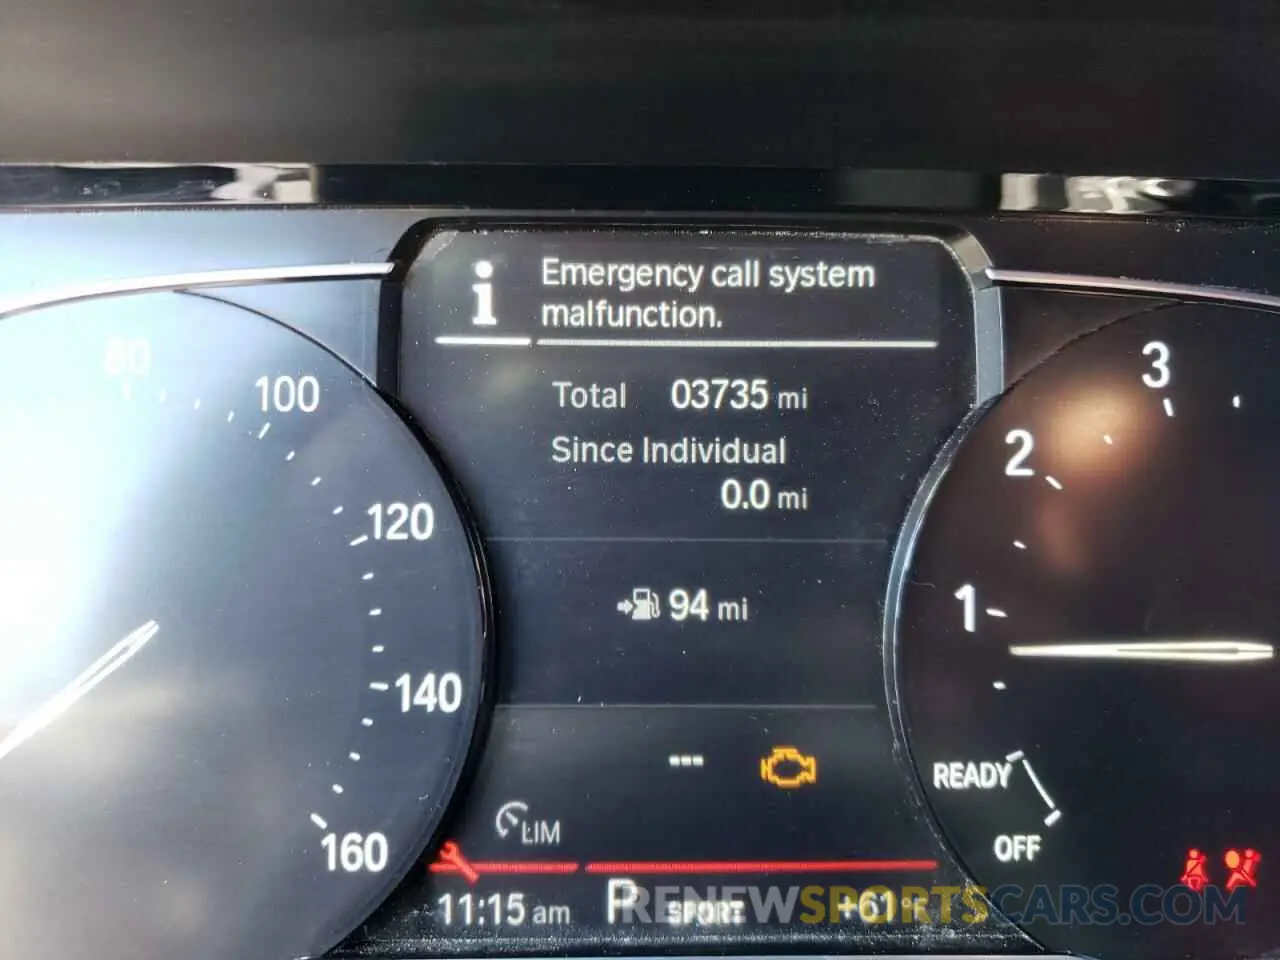 Emergency call system
malfunction.
Total 03735 mi
Since Individual
0.0 mi
94 mi
---
LIM
11:15 am P SPORT +61°F
80
100
120
140
160
3
2
1
READY
OFF
RENEWSPORTSCARS.COM